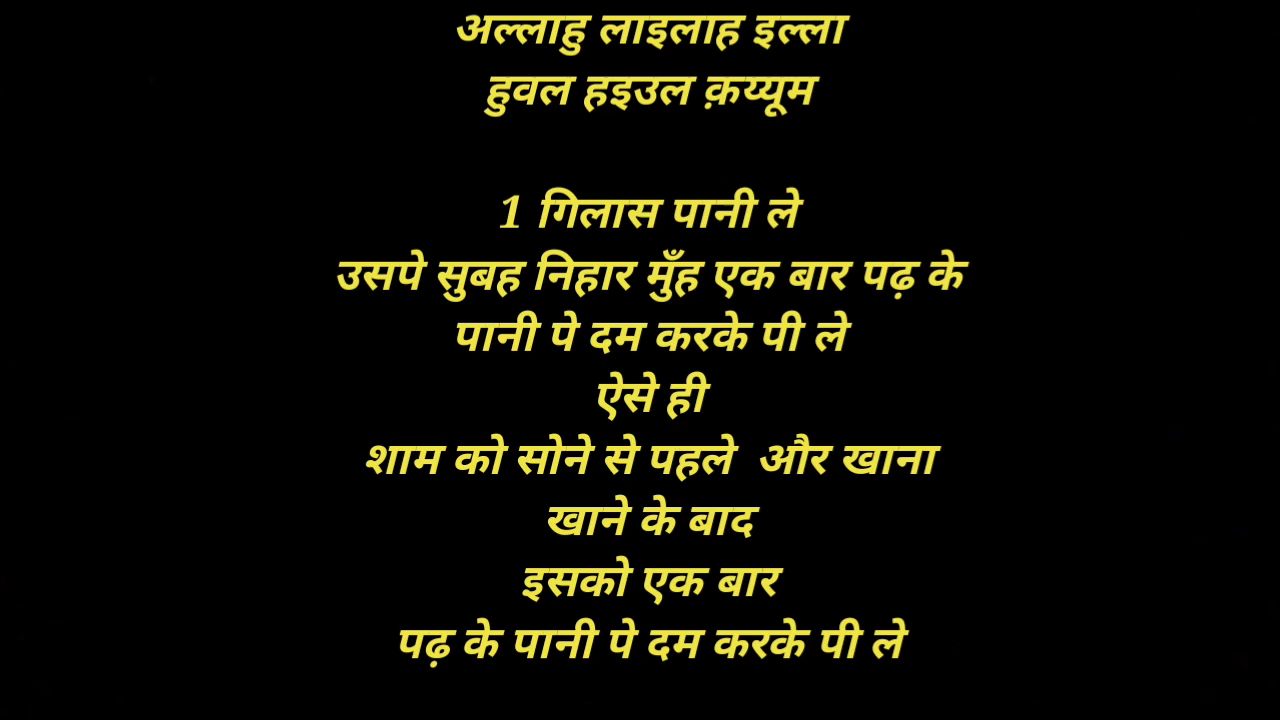 अल्लाहु लाइलाह इल्ला
हुवल हइउल क़य्यूम
1 गिलास पानी ले
उसपे सुबह निहार मुँह एक बार पढ़ के
पानी पे दम करके पी ले
ऐसे ही
शाम को सोने से पहले और खाना
खाने के बाद
इसको एक बार
पढ़ के पानी पे दम करके पी ले